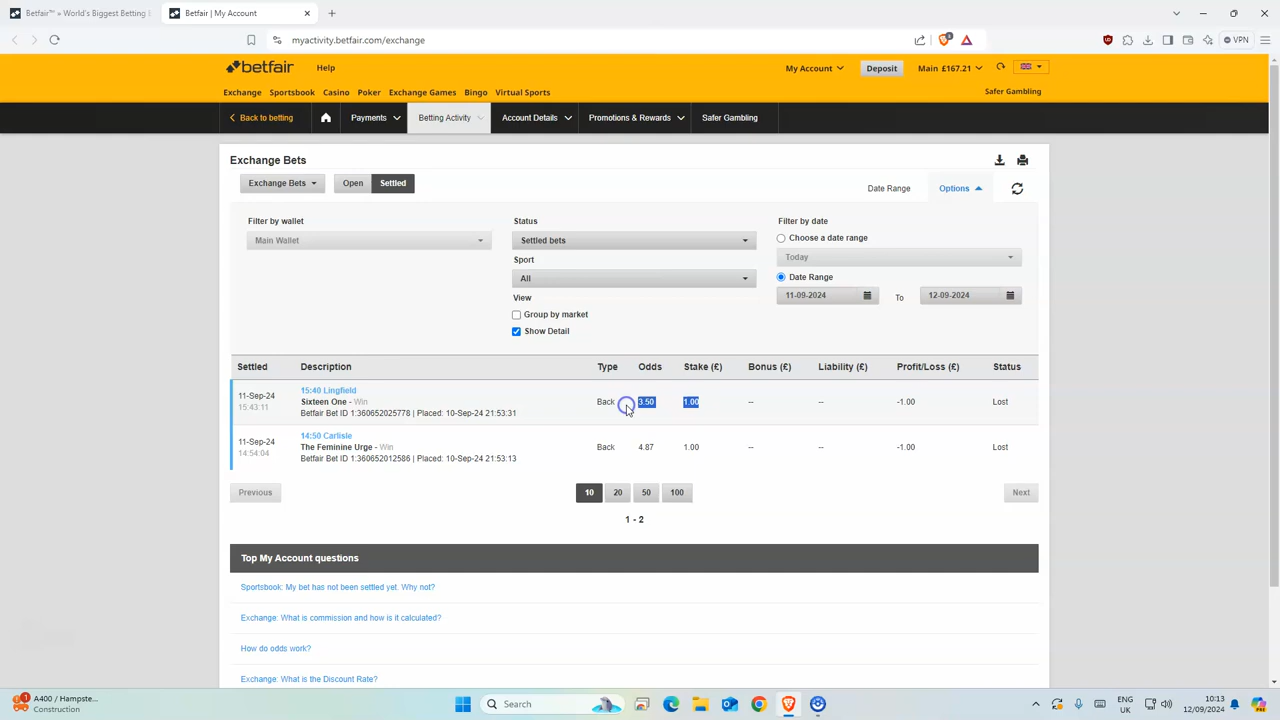 Betfair™ » World's Biggest Betting
Betfair | My Account
myactivity.betfair.com/exchange
VPN
betfair
Help
My Account
Deposit
Main £167.21
Exchange Sportsbook Casino Poker Exchange Games Bingo Virtual Sports
Safer Gambling
Back to betting
Payments
Betting Activity
Account Details
Promotions & Rewards
Safer Gambling
Exchange Bets
Exchange Bets
Open
Settled
Date Range
Options
Filter by wallet
Status
Filter by date
Main Wallet
Settled bets
Choose a date range
Sport
Today
All
Date Range
View
11-09-2024
To
12-09-2024
Group by market
Show Detail
Settled Description Type Odds Stake (£) Bonus (£) Liability (£) Profit/Loss (£) Status
11-Sep-24
15:43:11
15:40 Lingfield
Sixteen One - Win
Betfair Bet ID 1:360652025778 | Placed: 10-Sep-24 21:53:31
Back 3.50 1.00 -- -- -1.00 Lost
11-Sep-24
14:54:04
14:50 Carlisle
The Feminine Urge - Win
Betfair Bet ID 1:360652012586 | Placed: 10-Sep-24 21:53:13
Back 4.87 1.00 -- -- -1.00 Lost
Previous
10 20 50 100
Next
1 - 2
Top My Account questions
Sportsbook: My bet has not been settled yet. Why not?
Exchange: What is commission and how is it calculated?
How do odds work?
Exchange: What is the Discount Rate?
A400 / Hampste...
Construction
Search
ENG
UK
10:13
12/09/2024